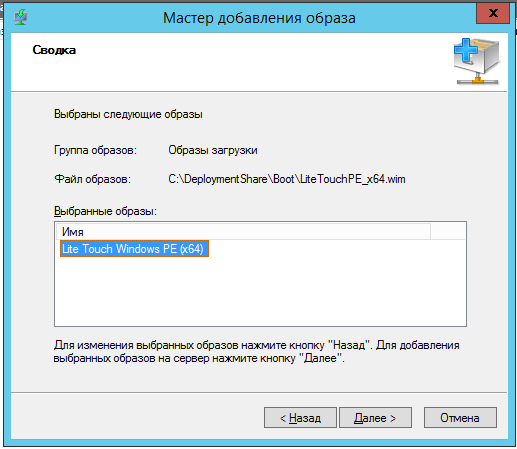 Мастер добавления образа
x
Сводка
Выбраны следующие образы
Группа образов: Образы загрузки
Файл образов: C:\DeploymentShare\Boot\LiteTouchPE_x64.wim
Выбранные образы:
Имя
Lite Touch Windows PE (x64)
Для изменения выбранных образов нажмите кнопку "Назад". Для добавления
выбранных образов на сервер нажмите кнопку "Далее".
< Назад Далее > Отмена